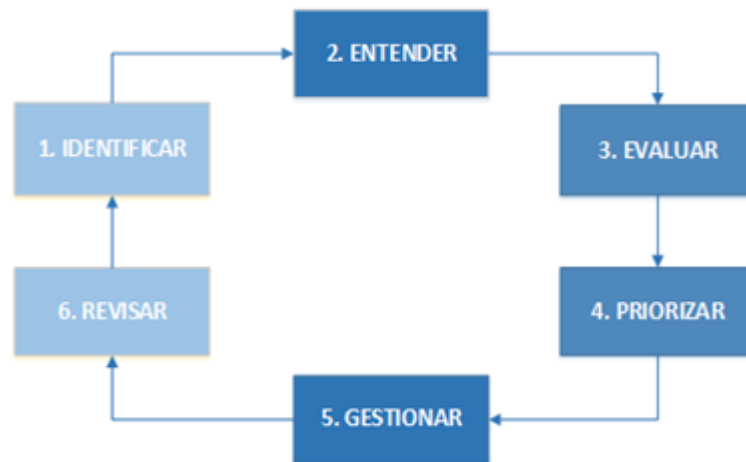 1. IDENTIFICAR
2. ENTENDER
3. EVALUAR
4. PRIORIZAR
5. GESTIONAR
6. REVISAR